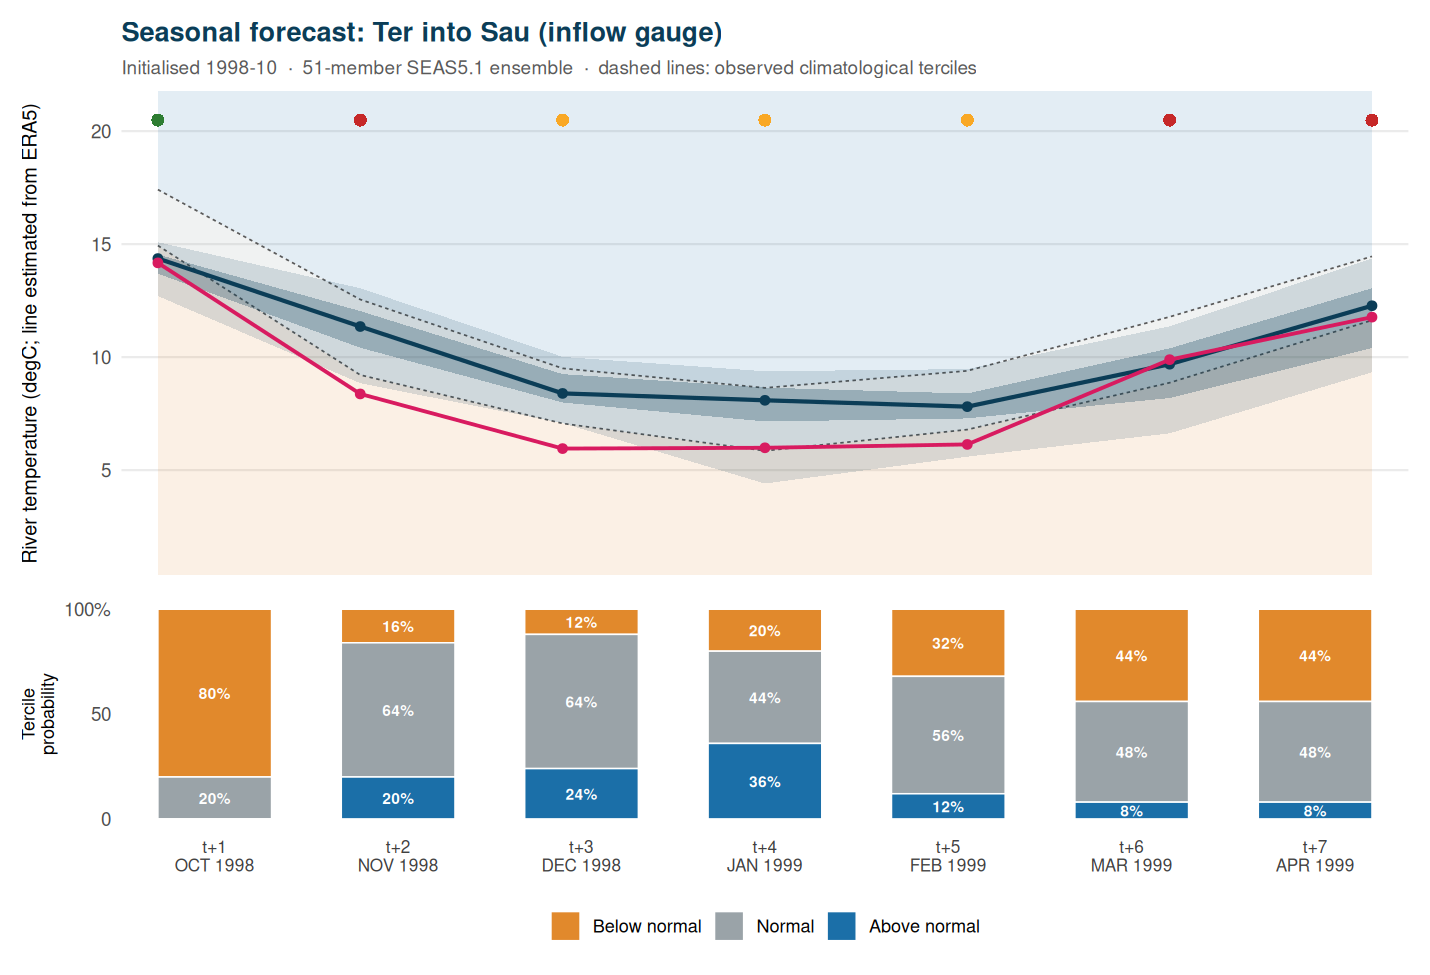 Seasonal forecast: Ter into Sau (inflow gauge)
Initialised 1998-10 · 51-member SEAS5.1 ensemble · dashed lines: observed climatological terciles
River temperature (degC; line estimated from ERA5)
20
15
10
5
Tercile
probability
100%
50
0
80%
20%
16%
64%
20%
12%
64%
24%
20%
44%
36%
32%
56%
12%
44%
48%
8%
44%
48%
8%
t+1
OCT 1998
t+2
NOV 1998
t+3
DEC 1998
t+4
JAN 1999
t+5
FEB 1999
t+6
MAR 1999
t+7
APR 1999
Below normal
Normal
Above normal